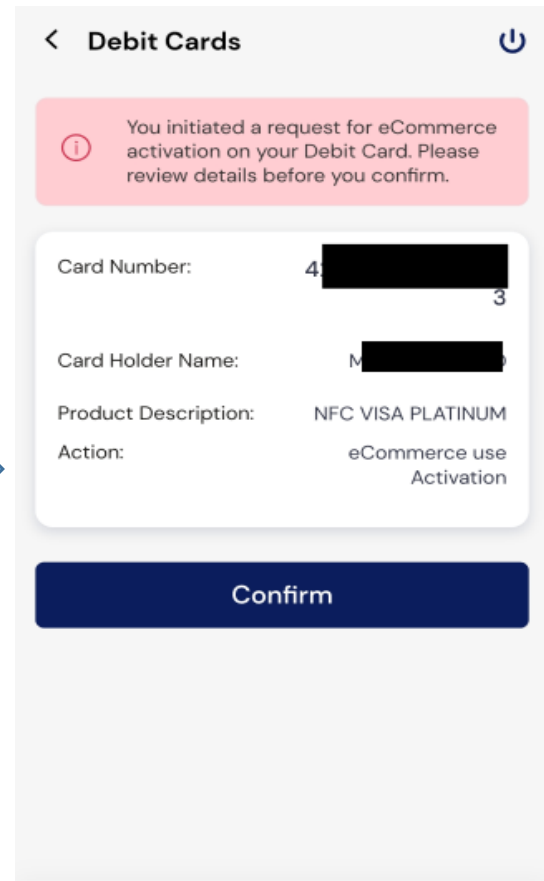 Debit Cards
You initiated a request for eCommerce
activation on your Debit Card. Please
review details before you confirm.
Card Number: 4
3
Card Holder Name: M
Product Description: NFC VISA PLATINUM
Action: eCommerce use
Activation
Confirm